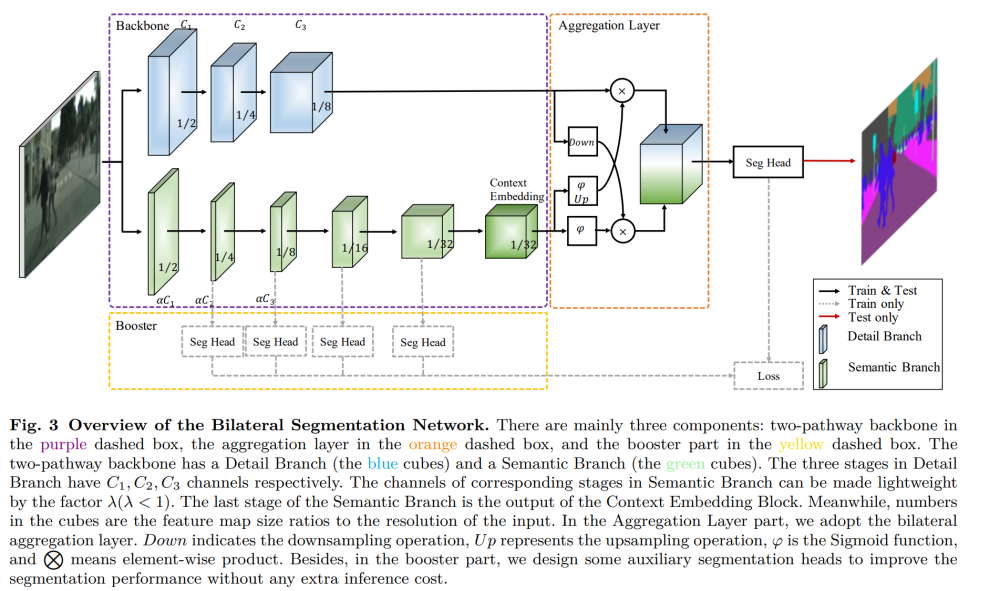 Backbone
C₁
C₂
C₃
Aggregation Layer
1/2
1/4
1/8
×
Down
φ
Up
φ
×
Seg Head
Context
Embedding
1/2
1/4
1/8
1/16
1/32
1/32
αC₁
αC₂
αC₃
Booster
Seg Head
Seg Head
Seg Head
Seg Head
Loss
Train & Test
Train only
Test only
Detail Branch
Semantic Branch
Fig. 3 Overview of the Bilateral Segmentation Network. There are mainly three components: two-pathway backbone in
the purple dashed box, the aggregation layer in the orange dashed box, and the booster part in the yellow dashed box. The
two-pathway backbone has a Detail Branch (the blue cubes) and a Semantic Branch (the green cubes). The three stages in Detail
Branch have C₁, C₂, C₃ channels respectively. The channels of corresponding stages in Semantic Branch can be made lightweight
by the factor λ(λ < 1). The last stage of the Semantic Branch is the output of the Context Embedding Block. Meanwhile, numbers
in the cubes are the feature map size ratios to the resolution of the input. In the Aggregation Layer part, we adopt the bilateral
aggregation layer. Down indicates the downsampling operation, Up represents the upsampling operation, φ is the Sigmoid function,
and ⊗ means element-wise product. Besides, in the booster part, we design some auxiliary segmentation heads to improve the
segmentation performance without any extra inference cost.